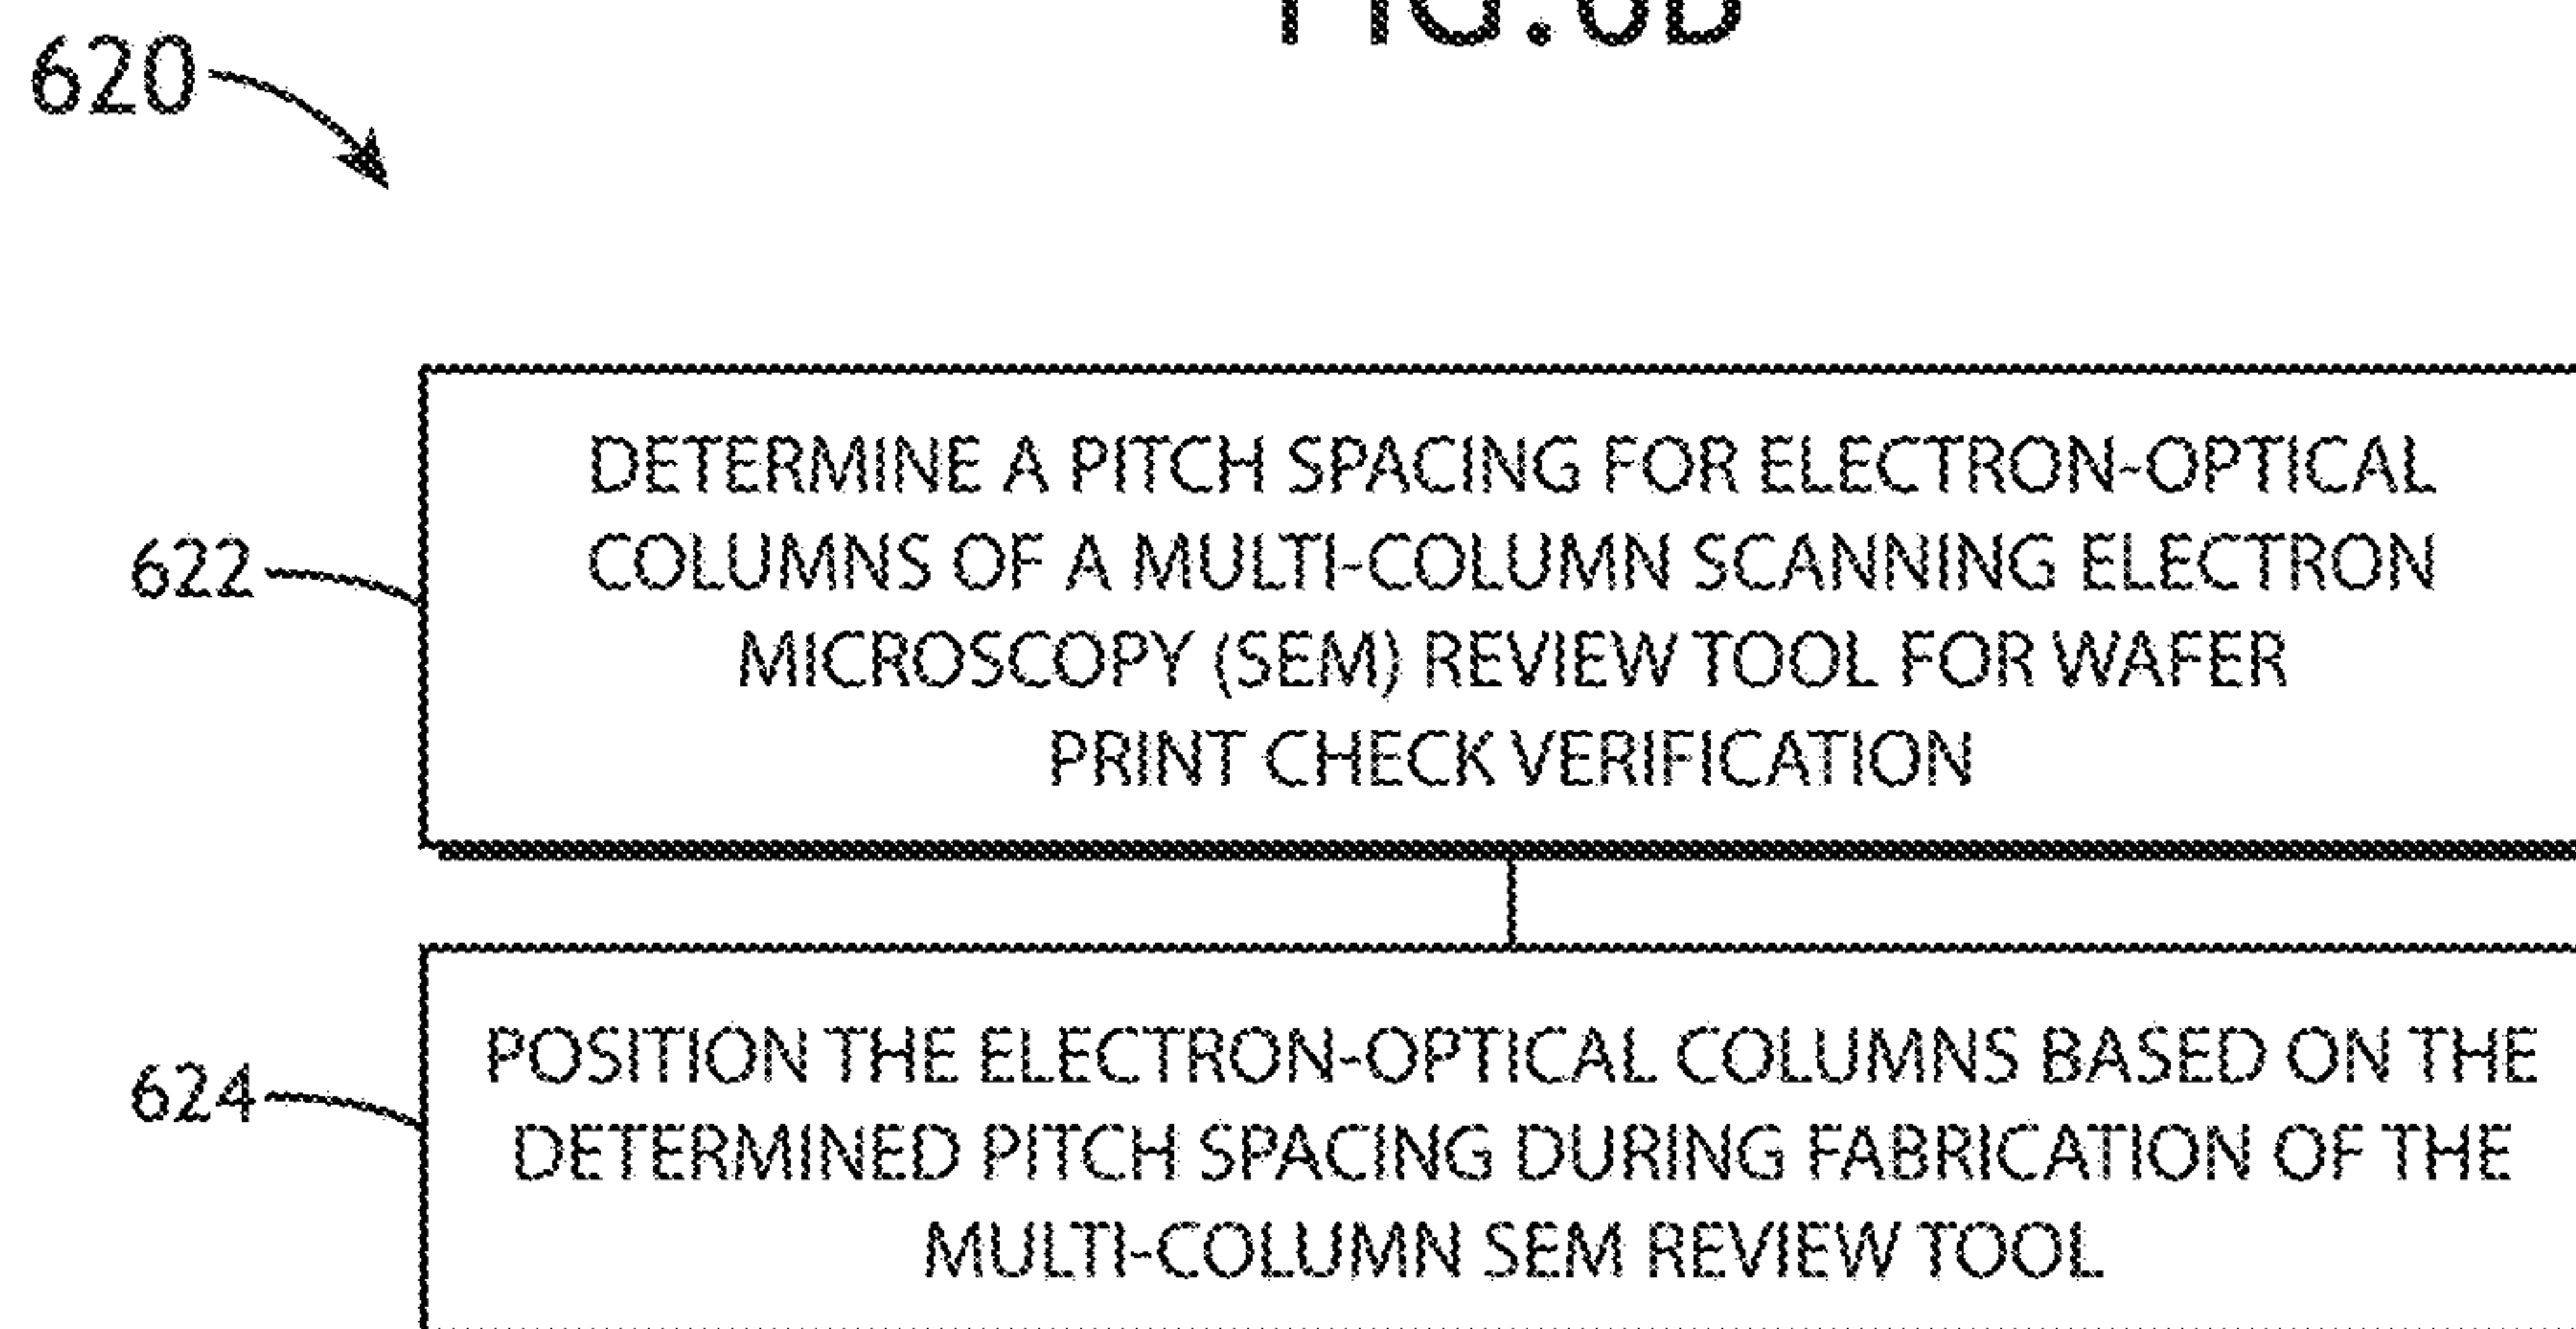 FIG. 6B
620
622
DETERMINE A PITCH SPACING FOR ELECTRON-OPTICAL
COLUMNS OF A MULTI-COLUMN SCANNING ELECTRON
MICROSCOPY (SEM) REVIEW TOOL FOR WAFER
PRINT CHECK VERIFICATION
624
POSITION THE ELECTRON-OPTICAL COLUMNS BASED ON THE
DETERMINED PITCH SPACING DURING FABRICATION OF THE
MULTI-COLUMN SEM REVIEW TOOL